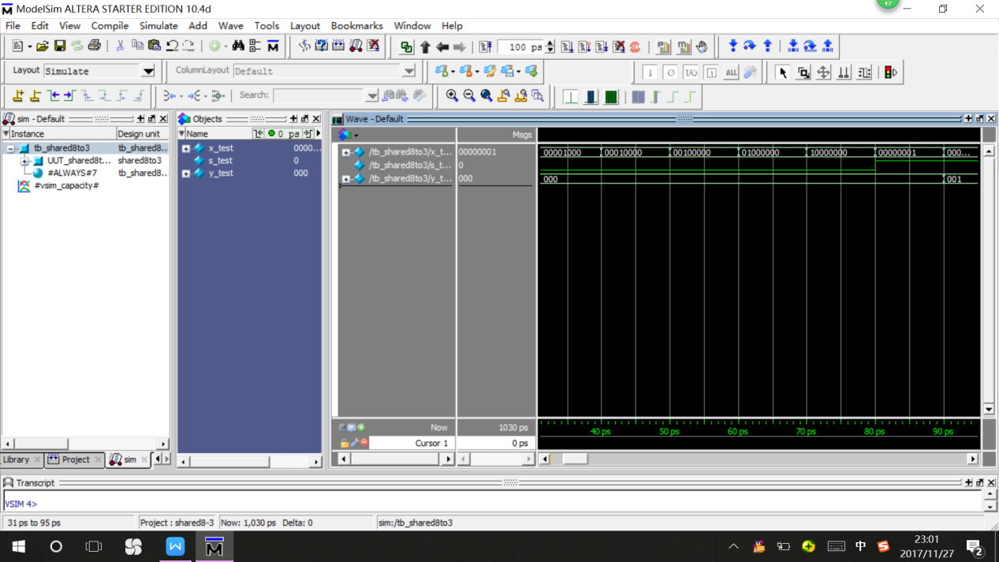 17
ModelSim ALTERA STARTER EDITION 10.4d
File Edit View Compile Simulate Add Wave Tools Layout Bookmarks Window Help
100 ps
Layout Simulate ColumnLayout Default
ALL
Search:
sim - Default
Instance Design unit
tb_shared8to3 tb_shared8...
UUT_shared8t... shared8to3
#ALWAYS#7 tb_shared8...
#vsim_capacity#
Objects
Name 0 ps
x_test 0000...
s_test 0
y_test 000
Wave - Default
Msgs
/tb_shared8to3/x_t... 00000001 00001000 00010000 00100000 01000000 10000000 00000001 000...
/tb_shared8to3/s_t... 0
/tb_shared8to3/y_t... 000 000 001
Now 1030 ps 40 ps 50 ps 60 ps 70 ps 80 ps 90 ps
Cursor 1 0 ps
Library Project sim
Transcript
VSIM 4>
31 ps to 95 ps Project : shared8-3 Now: 1,030 ps Delta: 0 sim:/tb_shared8to3
中
23:01
2017/11/27
2